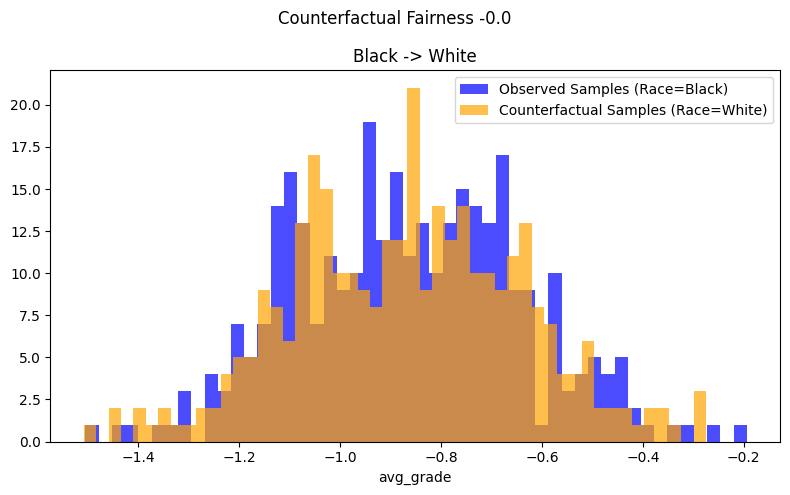 Counterfactual Fairness -0.0
Black -> White
Observed Samples (Race=Black)
Counterfactual Samples (Race=White)
20.0
17.5
15.0
12.5
10.0
7.5
5.0
2.5
0.0
−1.4 −1.2 −1.0 −0.8 −0.6 −0.4 −0.2
avg_grade